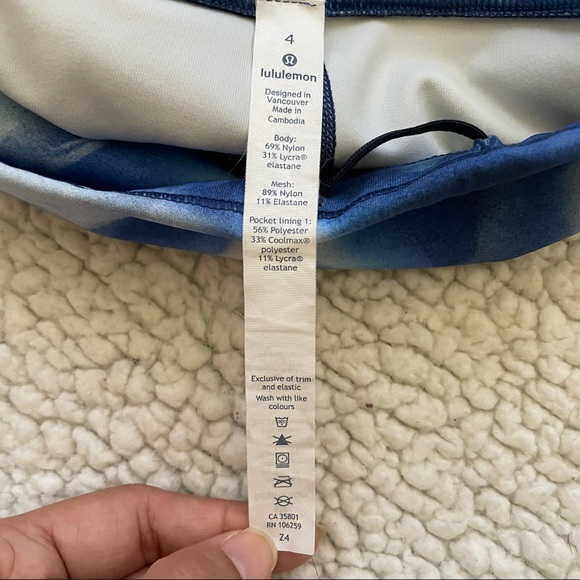 4
lululemon
Designed in
Vancouver
Made in
Cambodia
Body:
69% Nylon
31% Lycra®
elastane
Mesh:
89% Nylon
11% Elastane
Pocket lining 1:
56% Polyester
33% Coolmax®
polyester
11% Lycra®
elastane
Exclusive of trim
and elastic
Wash with like
colours
CA 35801
RN 106259
Z4